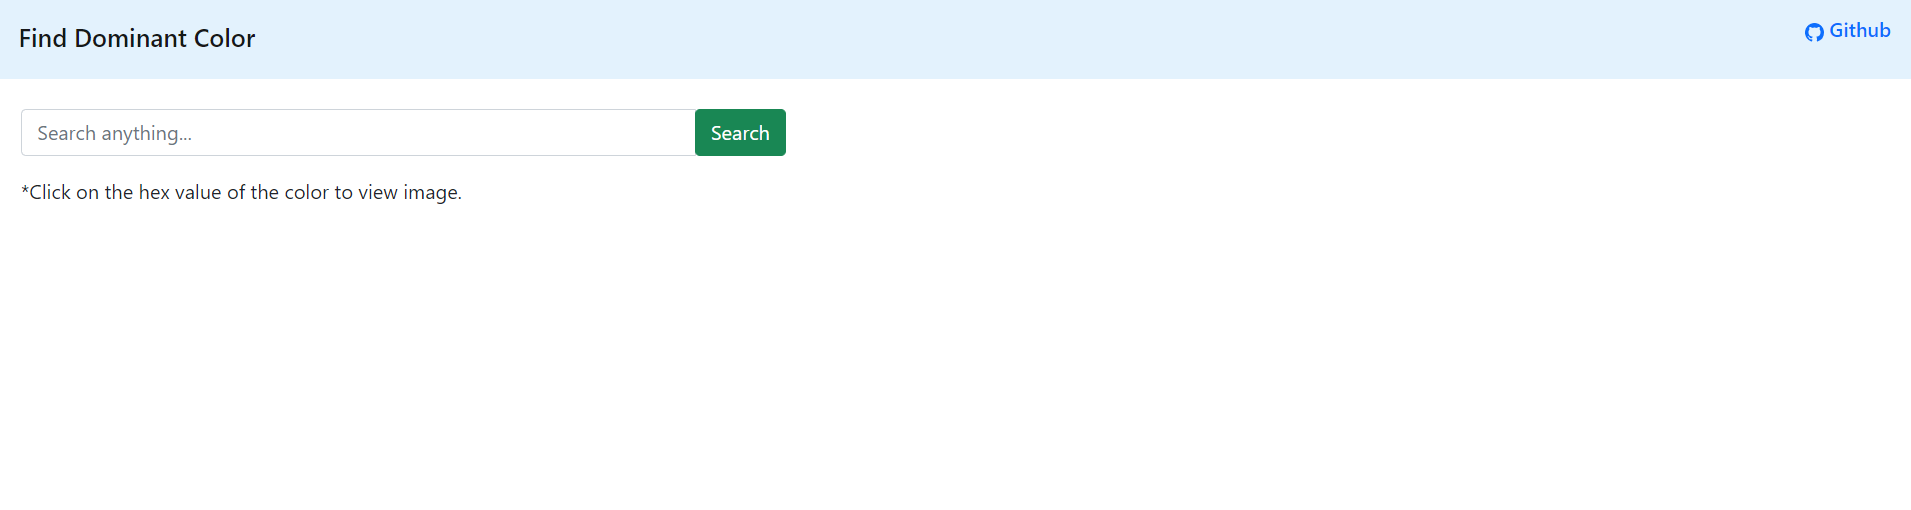 Find Dominant Color
Github
Search anything...
Search
*Click on the hex value of the color to view image.